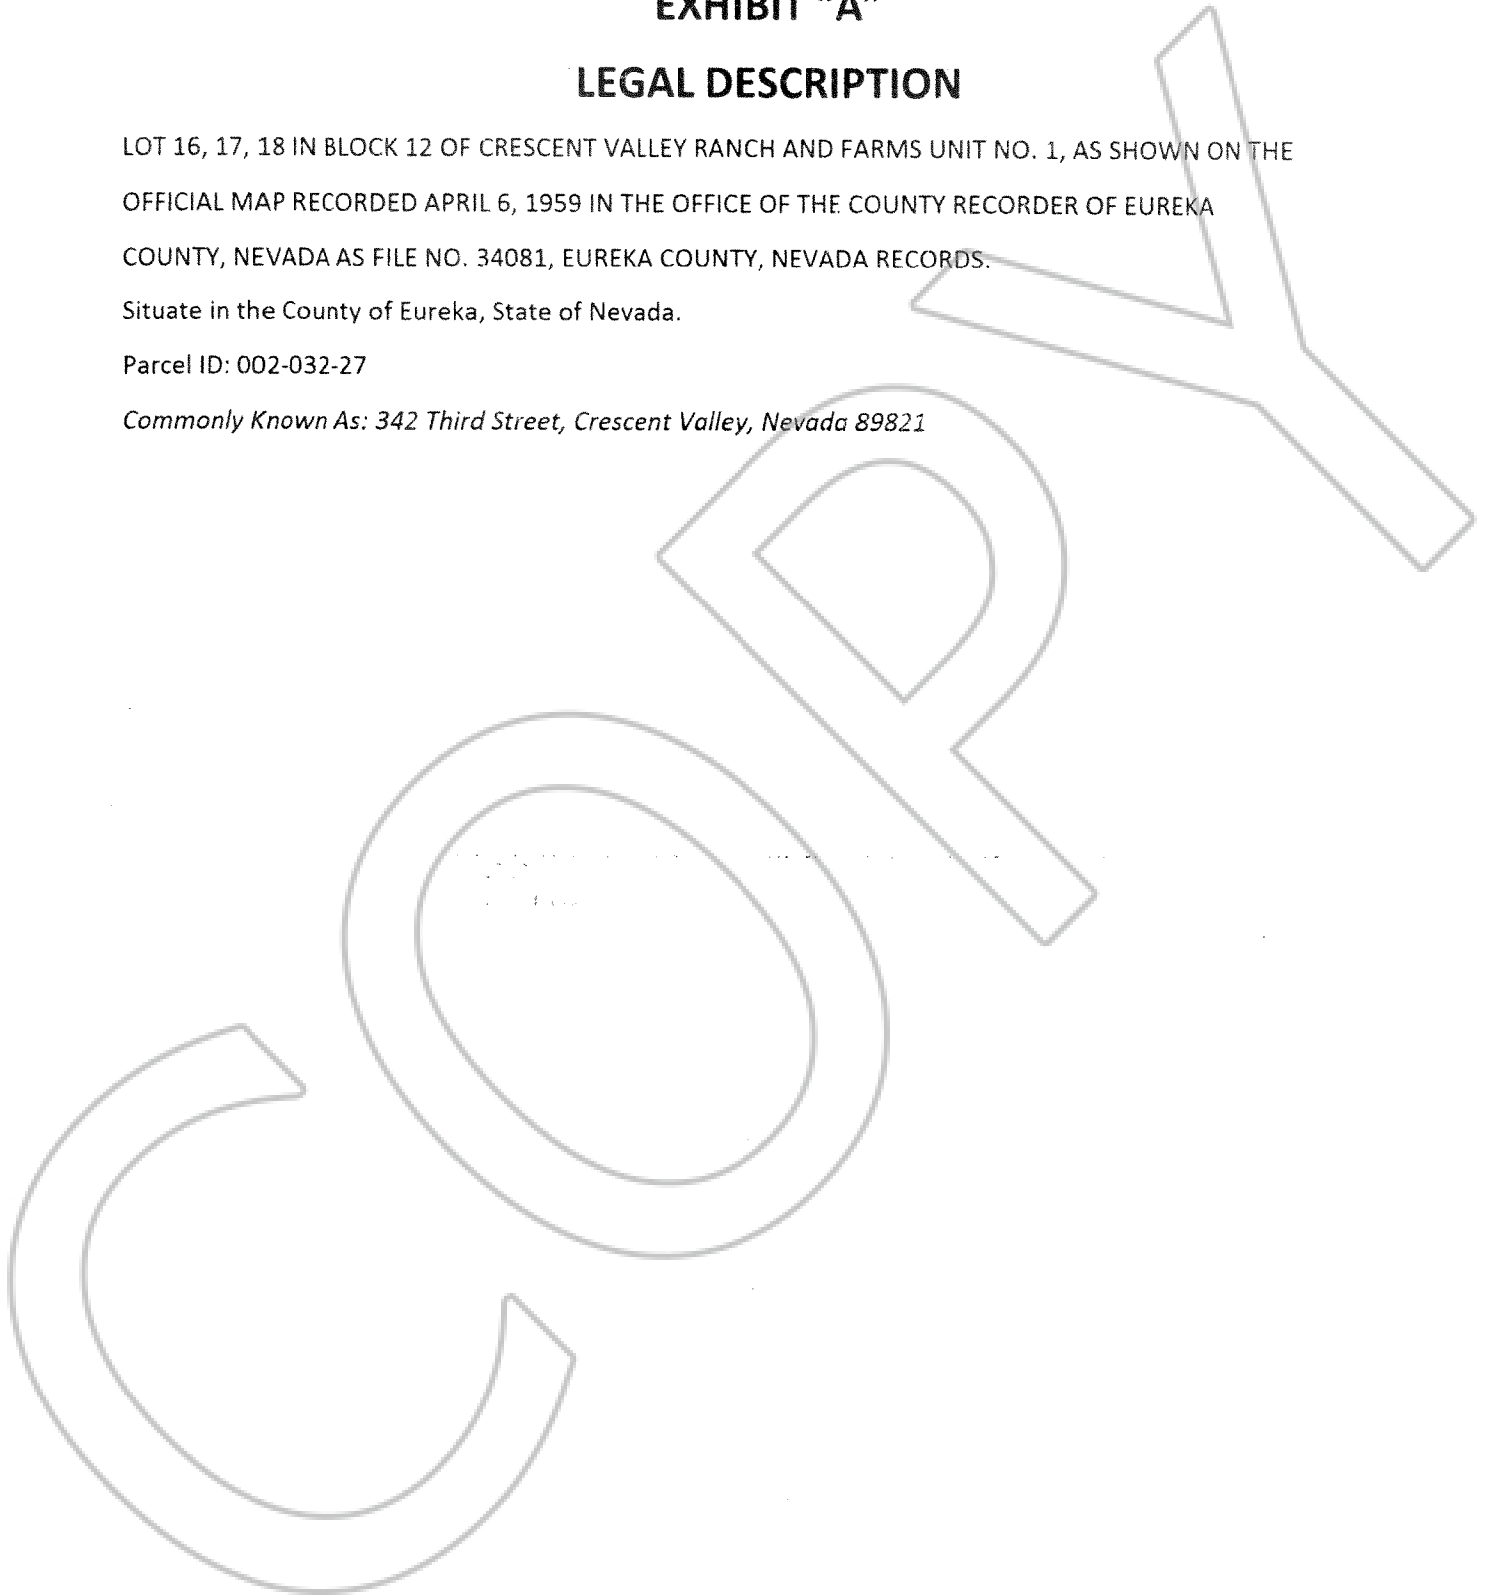 EXHIBIT "A"
LEGAL DESCRIPTION
LOT 16, 17, 18 IN BLOCK 12 OF CRESCENT VALLEY RANCH AND FARMS UNIT NO. 1, AS SHOWN ON THE
OFFICIAL MAP RECORDED APRIL 6, 1959 IN THE OFFICE OF THE COUNTY RECORDER OF EUREKA
COUNTY, NEVADA AS FILE NO. 34081, EUREKA COUNTY, NEVADA RECORDS.
Situate in the County of Eureka, State of Nevada.
Parcel ID: 002-032-27
Commonly Known As: 342 Third Street, Crescent Valley, Nevada 89821
COPY